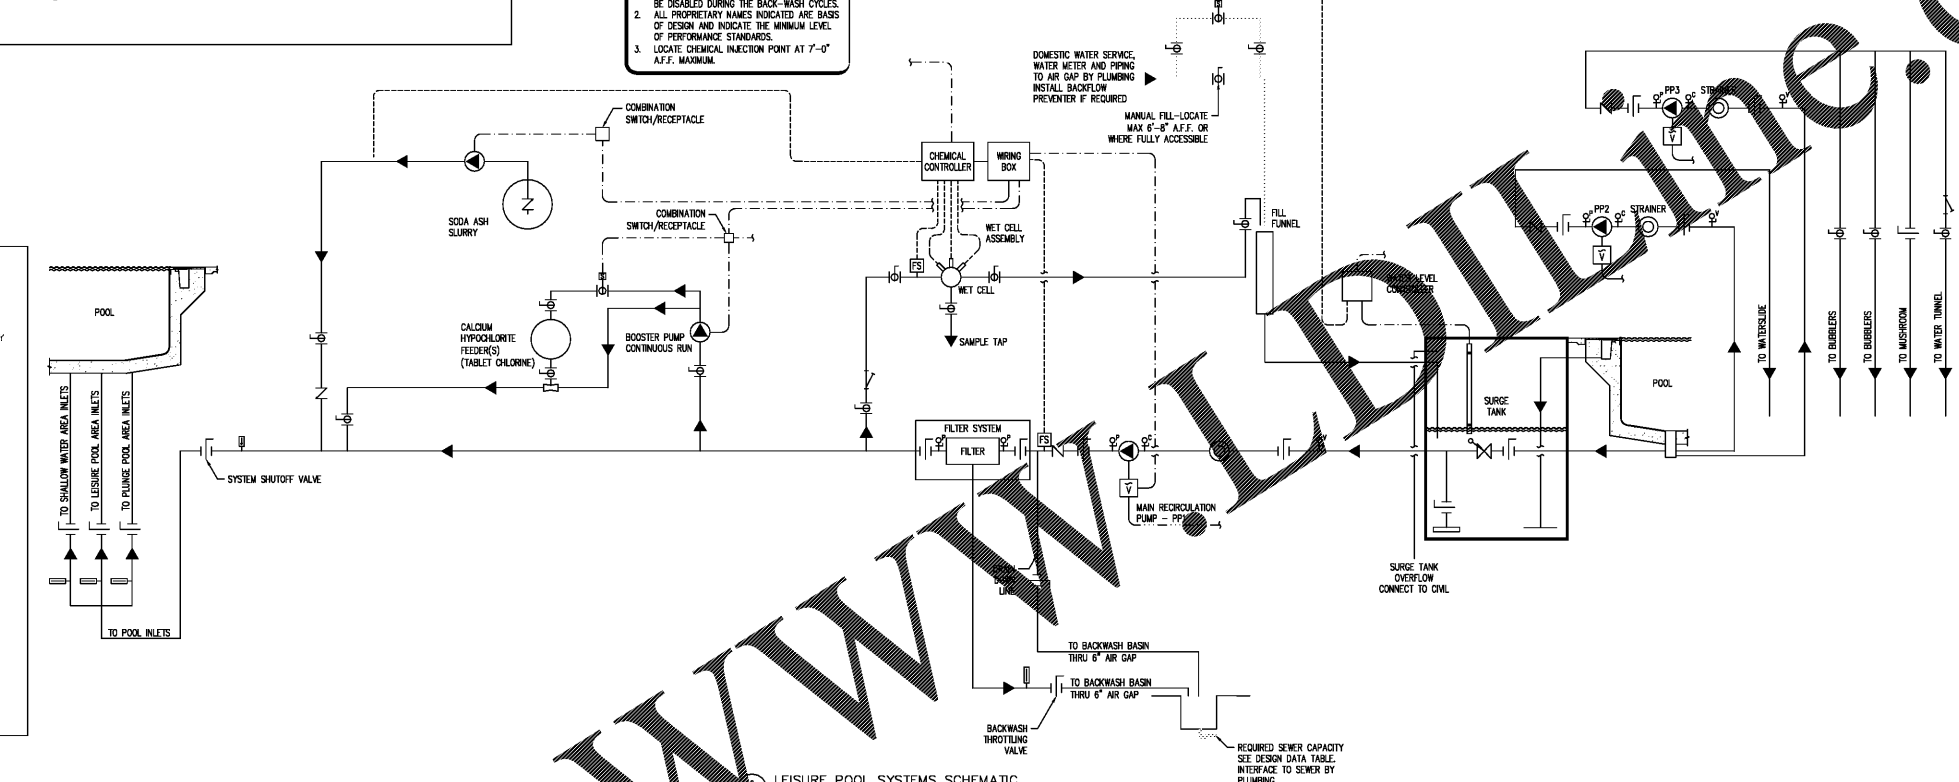 BE DISABLED DURING THE BACK-WASH CYCLES.
2. ALL PROPRIETARY NAMES INDICATED ARE BASIS
OF DESIGN AND INDICATE THE MINIMUM LEVEL
OF PERFORMANCE STANDARDS.
3. LOCATE CHEMICAL INJECTION POINT AT 7'-0"
A.F.F. MAXIMUM.
COMBINATION
SWITCH/RECEPTACLE
SODA ASH
SLURRY
COMBINATION
SWITCH/RECEPTACLE
CHEMICAL
CONTROLLER
WIRING
BOX
WET CELL
ASSEMBLY
FS
WET CELL
SAMPLE TAP
DOMESTIC WATER SERVICE,
WATER METER AND PIPING
TO AIR GAP BY PLUMBING
INSTALL BACKFLOW
PREVENTER IF REQUIRED
MANUAL FILL-LOCATE
MAX 6'-8" A.F.F. OR
WHERE FULLY ACCESSIBLE
S
FILL
FUNNEL
PP3
P
C
V
V
PP2
STRAINER
P
C
V
V
TO WATERSLIDE
TO BUBBLERS
TO BUBBLERS
TO MUSHROOM
TO WATER TUNNEL
POOL
S
CALCIUM
HYPOCHLORITE
FEEDER(S)
(TABLET CHLORINE)
BOOSTER PUMP
CONTINUOUS RUN
TO SHALLOW WATER AREA INLETS
TO LEISURE POOL AREA INLETS
TO PLUNGE POOL AREA INLETS
SYSTEM SHUTOFF VALVE
TO POOL INLETS
FILTER SYSTEM
FILTER
P
P
FS
P
C
V
MAIN RECIRCULATION
PUMP - PP1
LINE
SURGE
TANK
POOL
SURGE TANK
OVERFLOW
CONNECT TO CIVIL
TO BACKWASH BASIN
THRU 6" AIR GAP
TO BACKWASH BASIN
THRU 6" AIR GAP
BACKWASH
THROTTLING
VALVE
REQUIRED SEWER CAPACITY
SEE DESIGN DATA TABLE.
INTERFACE TO SEWER BY
PLUMBING
LEISURE POOL SYSTEMS SCHEMATIC
www.LDILine.